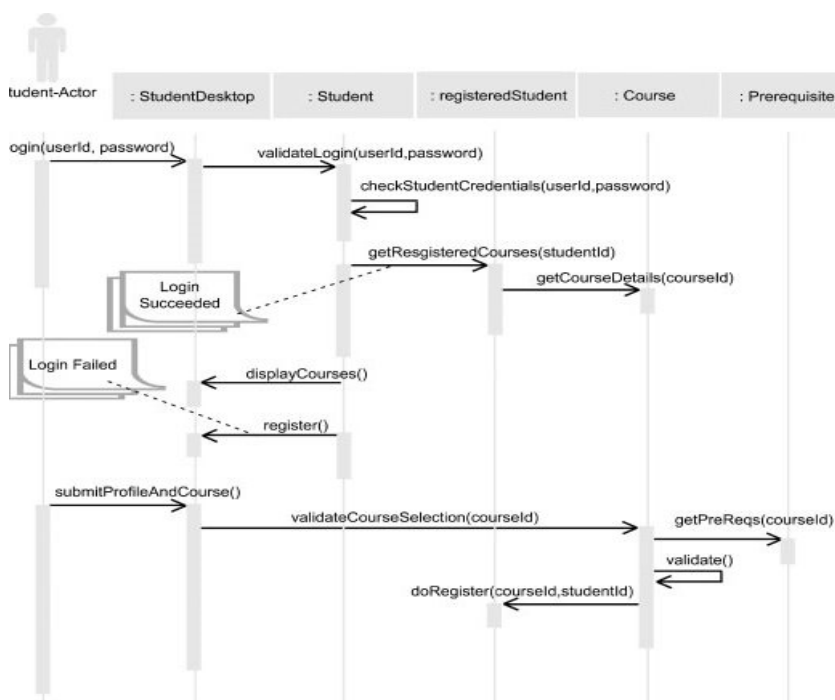 tudent-Actor
: StudentDesktop
: Student
: registeredStudent
: Course
: Prerequisite
ogin(userId, password)
validateLogin(userId,password)
checkStudentCredentials(userId,password)
getResgisteredCourses(studentId)
getCourseDetails(courseId)
Login
Succeeded
Login Failed
displayCourses()
register()
submitProfileAndCourse()
validateCourseSelection(courseId)
getPreReqs(courseId)
validate()
doRegister(courseId,studentId)